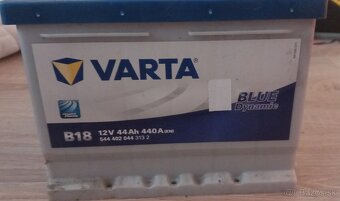 VARTA
BLUE
Dynamic
B18 12V 44Ah 440A (EN)
544 402 044 313 2